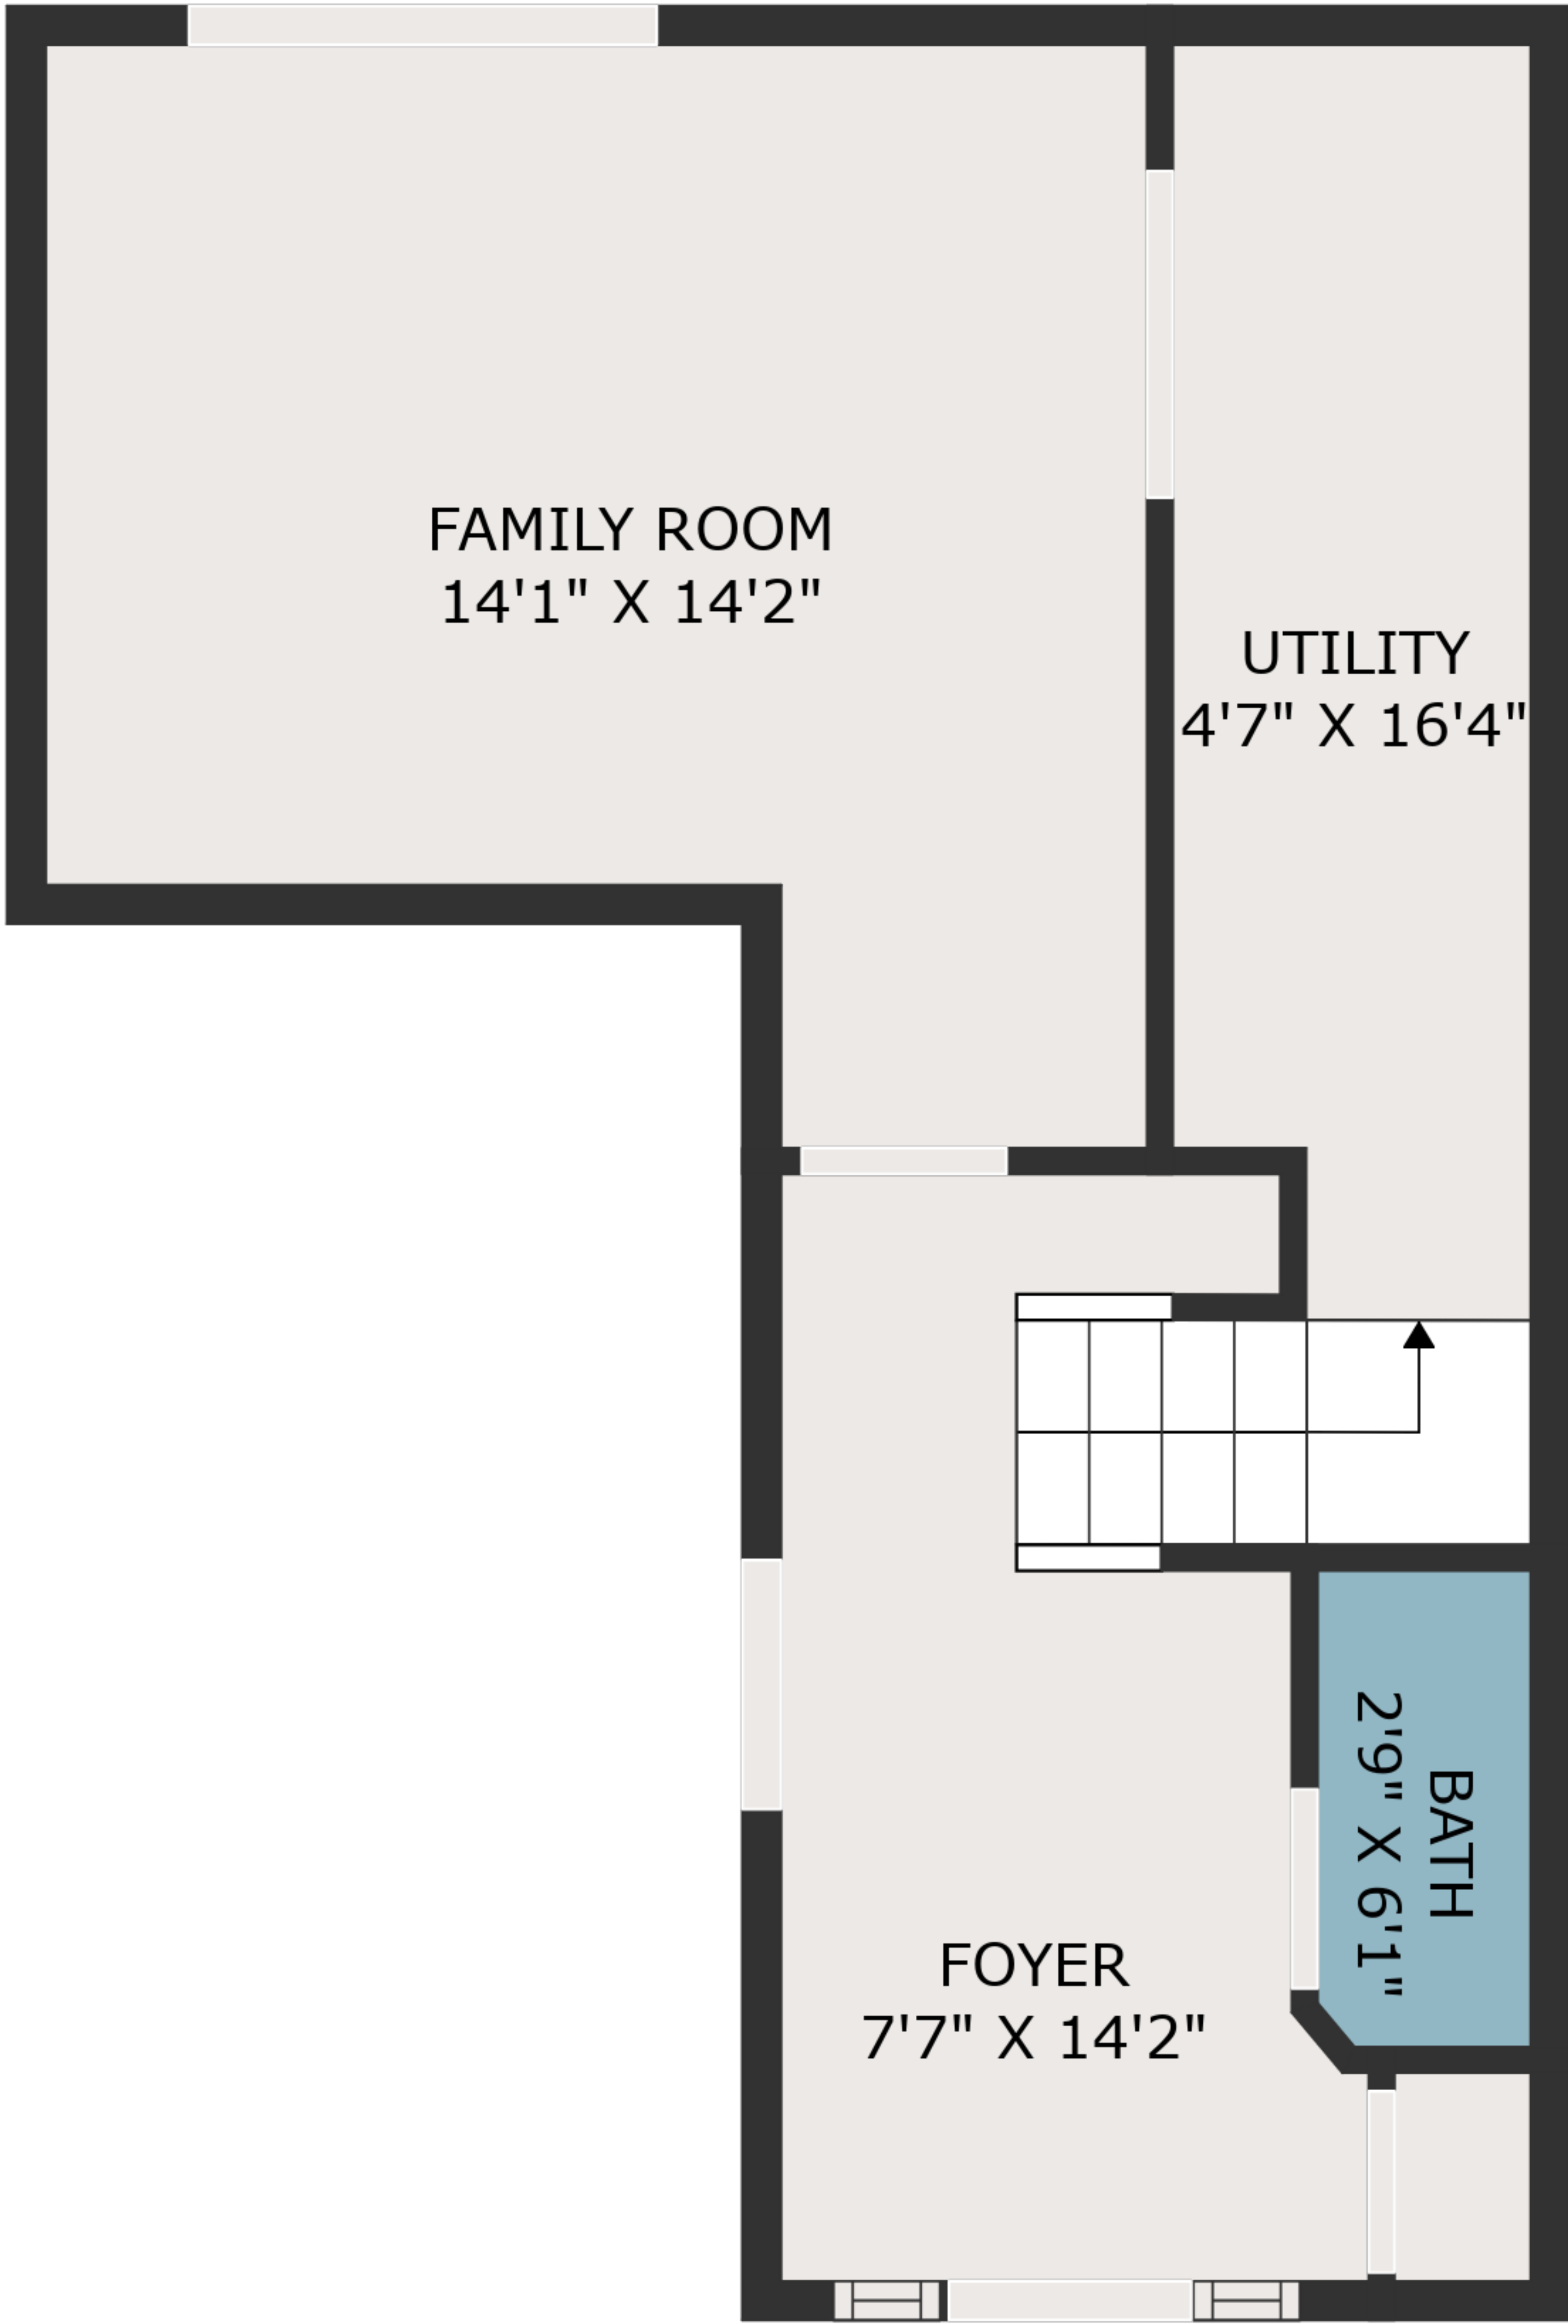 FAMILY ROOM
14'1" X 14'2"
UTILITY
4'7" X 16'4"
BATH
2'9" X 6'1"
FOYER
7'7" X 14'2"